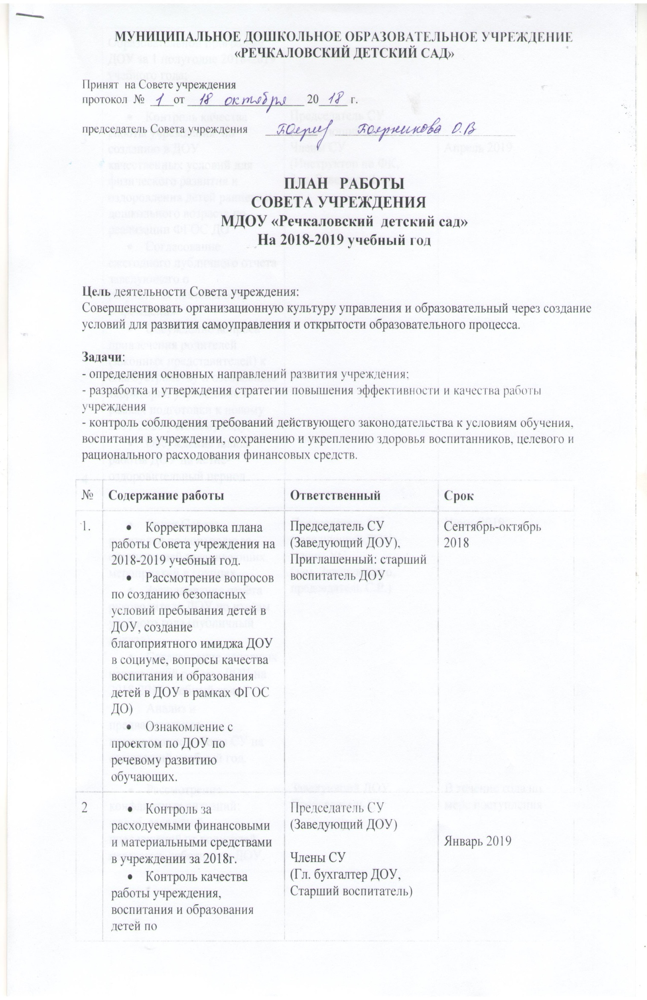 МУНИЦИПАЛЬНОЕ ДОШКОЛЬНОЕ ОБРАЗОВАТЕЛЬНОЕ УЧРЕЖДЕНИЕ
«РЕЧКАЛОВСКИЙ ДЕТСКИЙ САД»
Принят на Совете учреждения
протокол № 1 от 18 октября 2018 г.
председатель Совета учреждения Бояркикова О.В
ПЛАН РАБОТЫ
СОВЕТА УЧРЕЖДЕНИЯ
МДОУ «Речкаловский детский сад»
На 2018-2019 учебный год
Цель деятельности Совета учреждения:
Совершенствовать организационную культуру управления и образовательный через создание
условий для развития самоуправления и открытости образовательного процесса.
Задачи:
- определения основных направлений развития учреждения;
- разработка и утверждения стратегии повышения эффективности и качества работы
учреждения
- контроль соблюдения требований действующего законодательства к условиям обучения,
воспитания в учреждении, сохранению и укреплению здоровья воспитанников, целевого и
рационального расходования финансовых средств.
№ Содержание работы Ответственный Срок
1.
• Корректировка плана
работы Совета учреждения на
2018-2019 учебный год.
• Рассмотрение вопросов
по созданию безопасных
условий пребывания детей в
ДОУ, создание
благоприятного имиджа ДОУ
в социуме, вопросы качества
воспитания и образования
детей в ДОУ в рамках ФГОС
ДО)
• Ознакомление с
проектом по ДОУ по
речевому развитию
обучающих.
Председатель СУ
(Заведующий ДОУ),
Приглашенный: старший
воспитатель ДОУ
Сентябрь-октябрь
2018
2
• Контроль за
расходуемыми финансовыми
и материальными средствами
в учреждении за 2018г.
• Контроль качества
работы учреждения,
воспитания и образования
детей по
Председатель СУ
(Заведующий ДОУ)
Члены СУ
(Гл. бухгалтер ДОУ,
Старший воспитатель)
Январь 2019